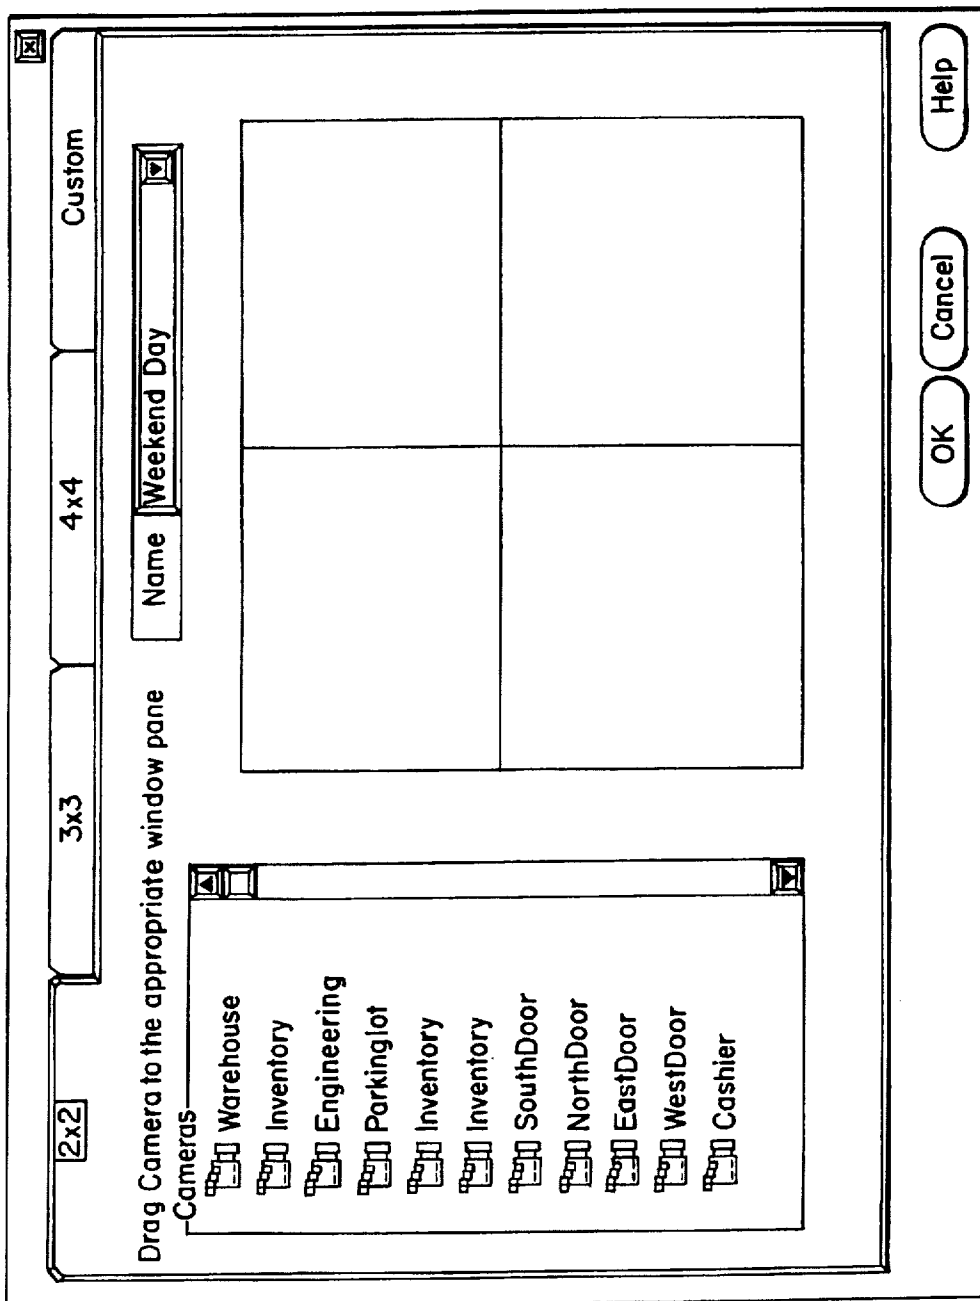 2x2 3x3 4x4 Custom
Drag Camera to the appropriate window pane
Name Weekend Day
Cameras
Warehouse
Inventory
Engineering
Parkinglot
Inventory
Inventory
SouthDoor
NorthDoor
EastDoor
WestDoor
Cashier
OK Cancel Help